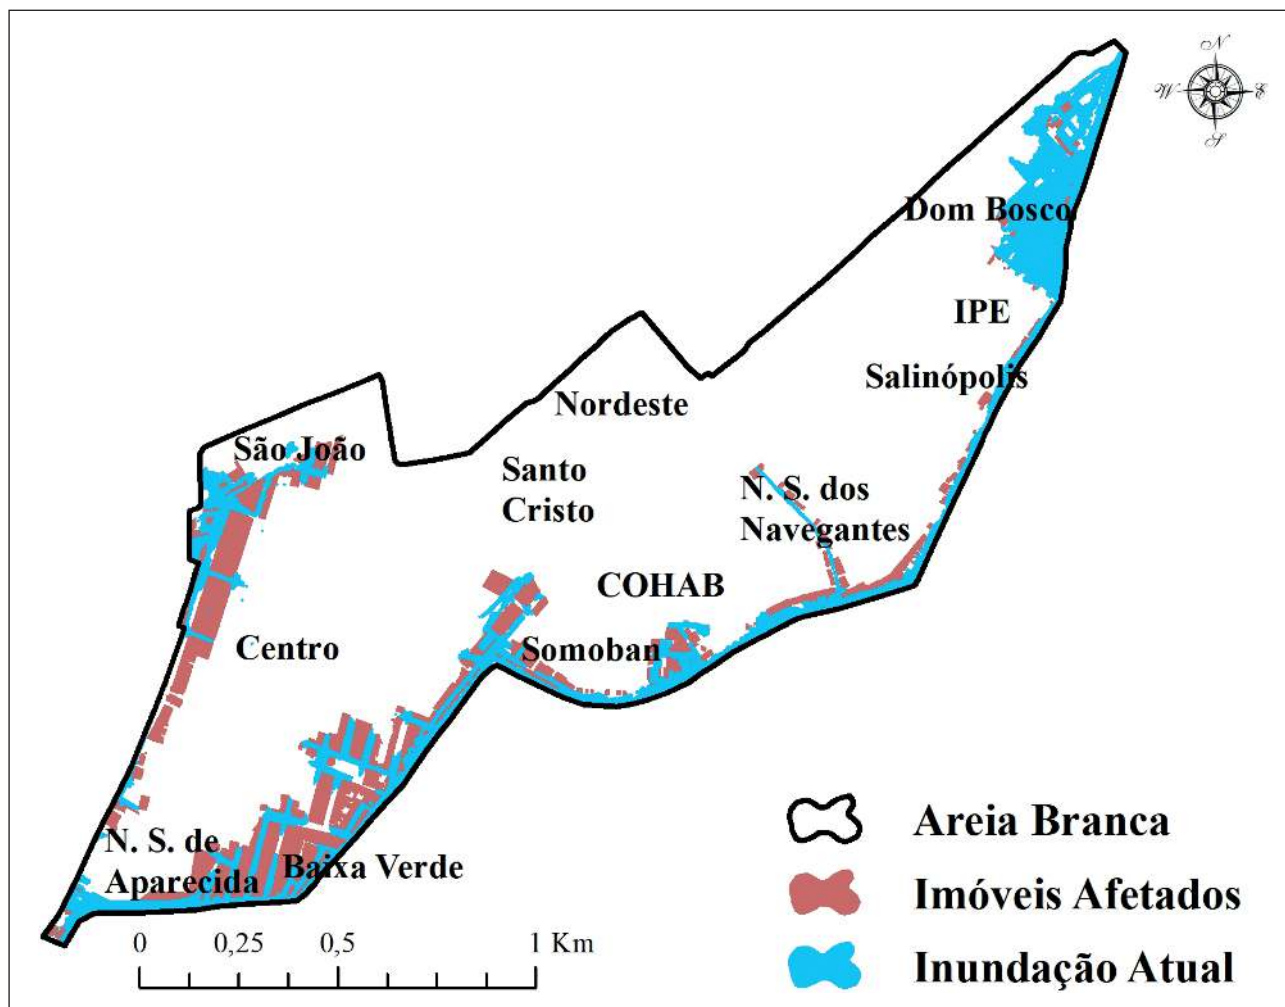 N
W
E
S
Dom Bosco
IPE
Salinópolis
Nordeste
São João
Santo
Cristo
N. S. dos
Navegantes
COHAB
Centro
Somoban
N. S. de
Aparecida
Baixa Verde
0
0,25
0,5
1 Km
Areia Branca
Imóveis Afetados
Inundação Atual